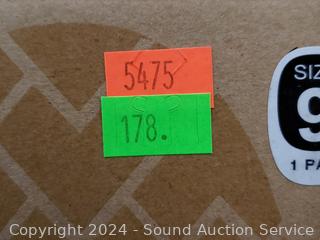 5475
178.
SIZ
9
1 PA
Copyright © 2024 - Sound Auction Service